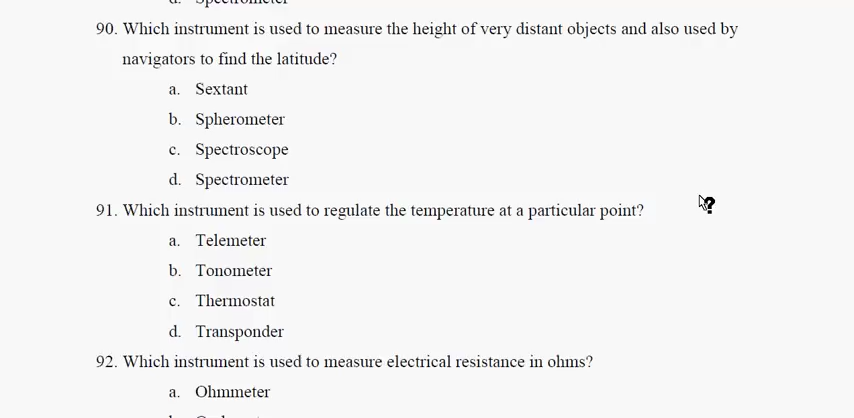 90. Which instrument is used to measure the height of very distant objects and also used by
navigators to find the latitude?
a. Sextant
b. Spherometer
c. Spectroscope
d. Spectrometer
91. Which instrument is used to regulate the temperature at a particular point?
a. Telemeter
b. Tonometer
c. Thermostat
d. Transponder
92. Which instrument is used to measure electrical resistance in ohms?
a. Ohmmeter